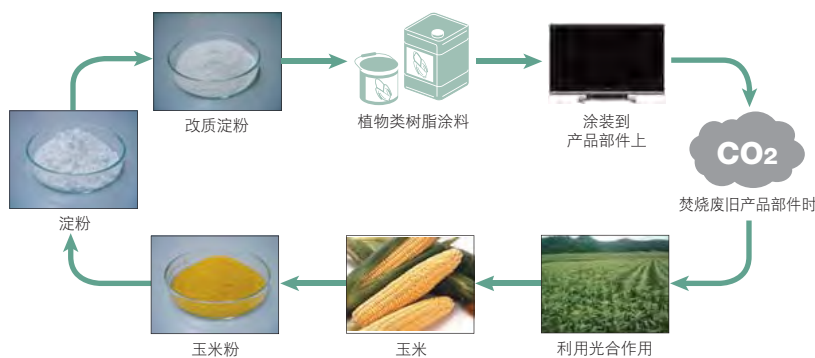 改质淀粉
植物类树脂涂料
涂装到
产品部件上
CO2
焚烧废旧产品部件时
淀粉
玉米粉
玉米
利用光合作用